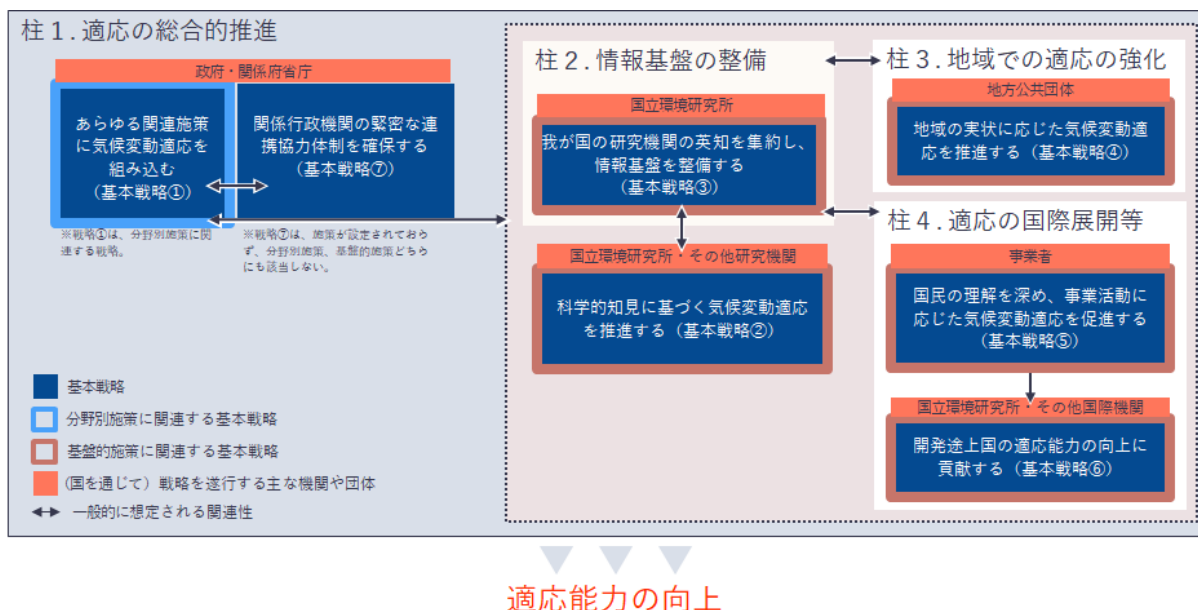 柱１.適応の総合的推進
政府・関係府省庁
あらゆる関連施策
に気候変動適応を
組み込む
（基本戦略①）
関係行政機関の緊密な連
携協力体制を確保する
（基本戦略⑦）
※戦略①は、分野別施策に関
連する戦略。
※戦略⑦は、施策が設定されておら
ず、分野別施策、基盤的施策どちら
にも該当しない。
柱２.情報基盤の整備
国立環境研究所
我が国の研究機関の英知を集約し、
情報基盤を整備する
（基本戦略③）
国立環境研究所・その他研究機関
科学的知見に基づく気候変動適応
を推進する（基本戦略②）
柱３.地域での適応の強化
地方公共団体
地域の実状に応じた気候変動適
応を推進する（基本戦略④）
柱４.適応の国際展開等
事業者
国民の理解を深め、事業活動に
応じた気候変動適応を促進する
（基本戦略⑤）
国立環境研究所・その他国際機関
開発途上国の適応能力の向上に
貢献する（基本戦略⑥）
基本戦略
分野別施策に関連する基本戦略
基盤的施策に関連する基本戦略
(国を通じて）戦略を遂行する主な機関や団体
一般的に想定される関連性
適応能力の向上